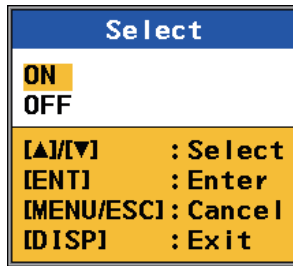 Select
ON
OFF
[▲]/[▼] :Select
[ENT] :Enter
[MENU/ESC]:Cancel
[DISP] :Exit